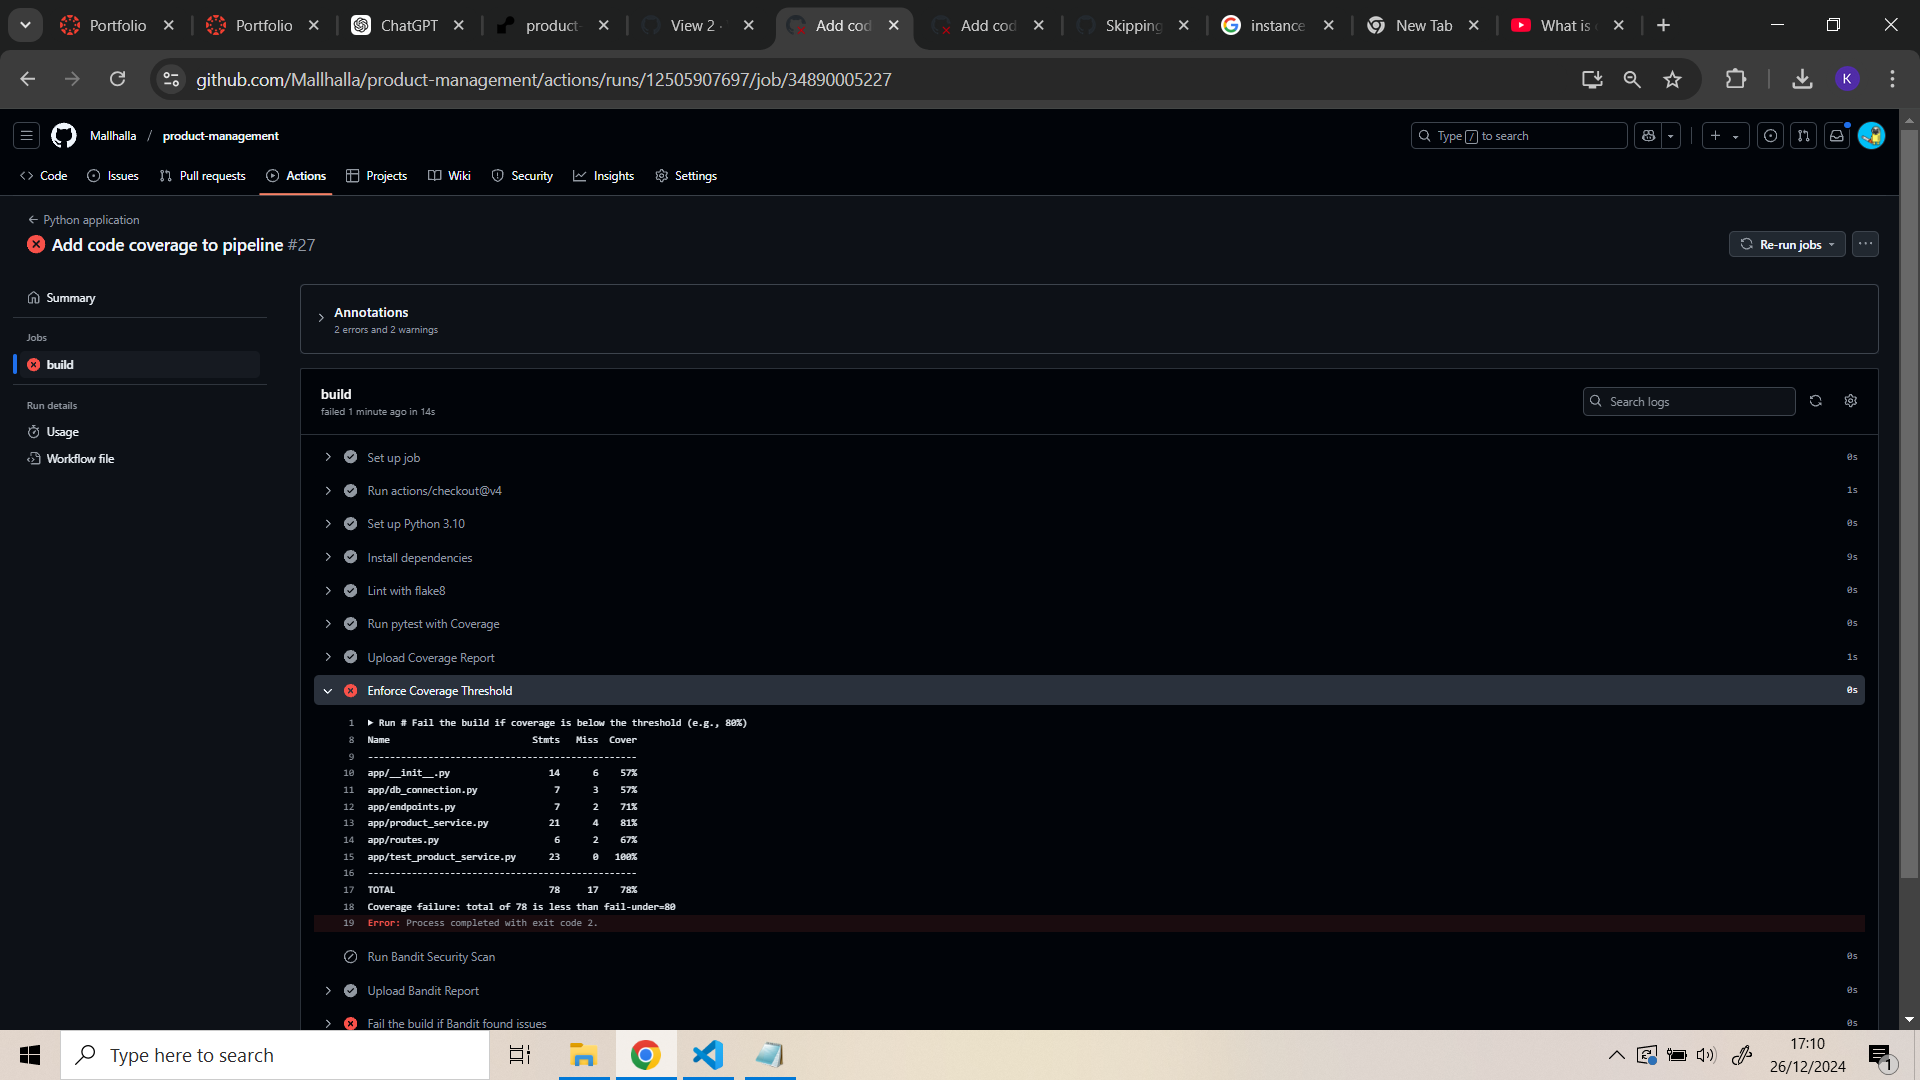 Portfolio
Portfolio
ChatGPT
product-
View 2 ·
Add cod
Add cod
Skipping
instance
New Tab
What is
github.com/Mallhalla/product-management/actions/runs/12505907697/job/34890005227
K
Mallhalla / product-management
Type / to search
Code
Issues
Pull requests
Actions
Projects
Wiki
Security
Insights
Settings
Python application
Add code coverage to pipeline #27
Re-run jobs
Summary
Jobs
build
Run details
Usage
Workflow file
Annotations
2 errors and 2 warnings
build
failed 1 minute ago in 14s
Search logs
Set up job 0s
Run actions/checkout@v4 1s
Set up Python 3.10 0s
Install dependencies 9s
Lint with flake8 0s
Run pytest with Coverage 0s
Upload Coverage Report 1s
Enforce Coverage Threshold 0s
1 Run # Fail the build if coverage is below the threshold (e.g., 80%)
8 Name Stmts Miss Cover
9 -------------------------------------------------
10 app/__init__.py 14 6 57%
11 app/db_connection.py 7 3 57%
12 app/endpoints.py 7 2 71%
13 app/product_service.py 21 4 81%
14 app/routes.py 6 2 67%
15 app/test_product_service.py 23 0 100%
16 -------------------------------------------------
17 TOTAL 78 17 78%
18 Coverage failure: total of 78 is less than fail-under=80
19 Error: Process completed with exit code 2.
Run Bandit Security Scan 0s
Upload Bandit Report 0s
Fail the build if Bandit found issues 0s
Type here to search
17:10
26/12/2024
1